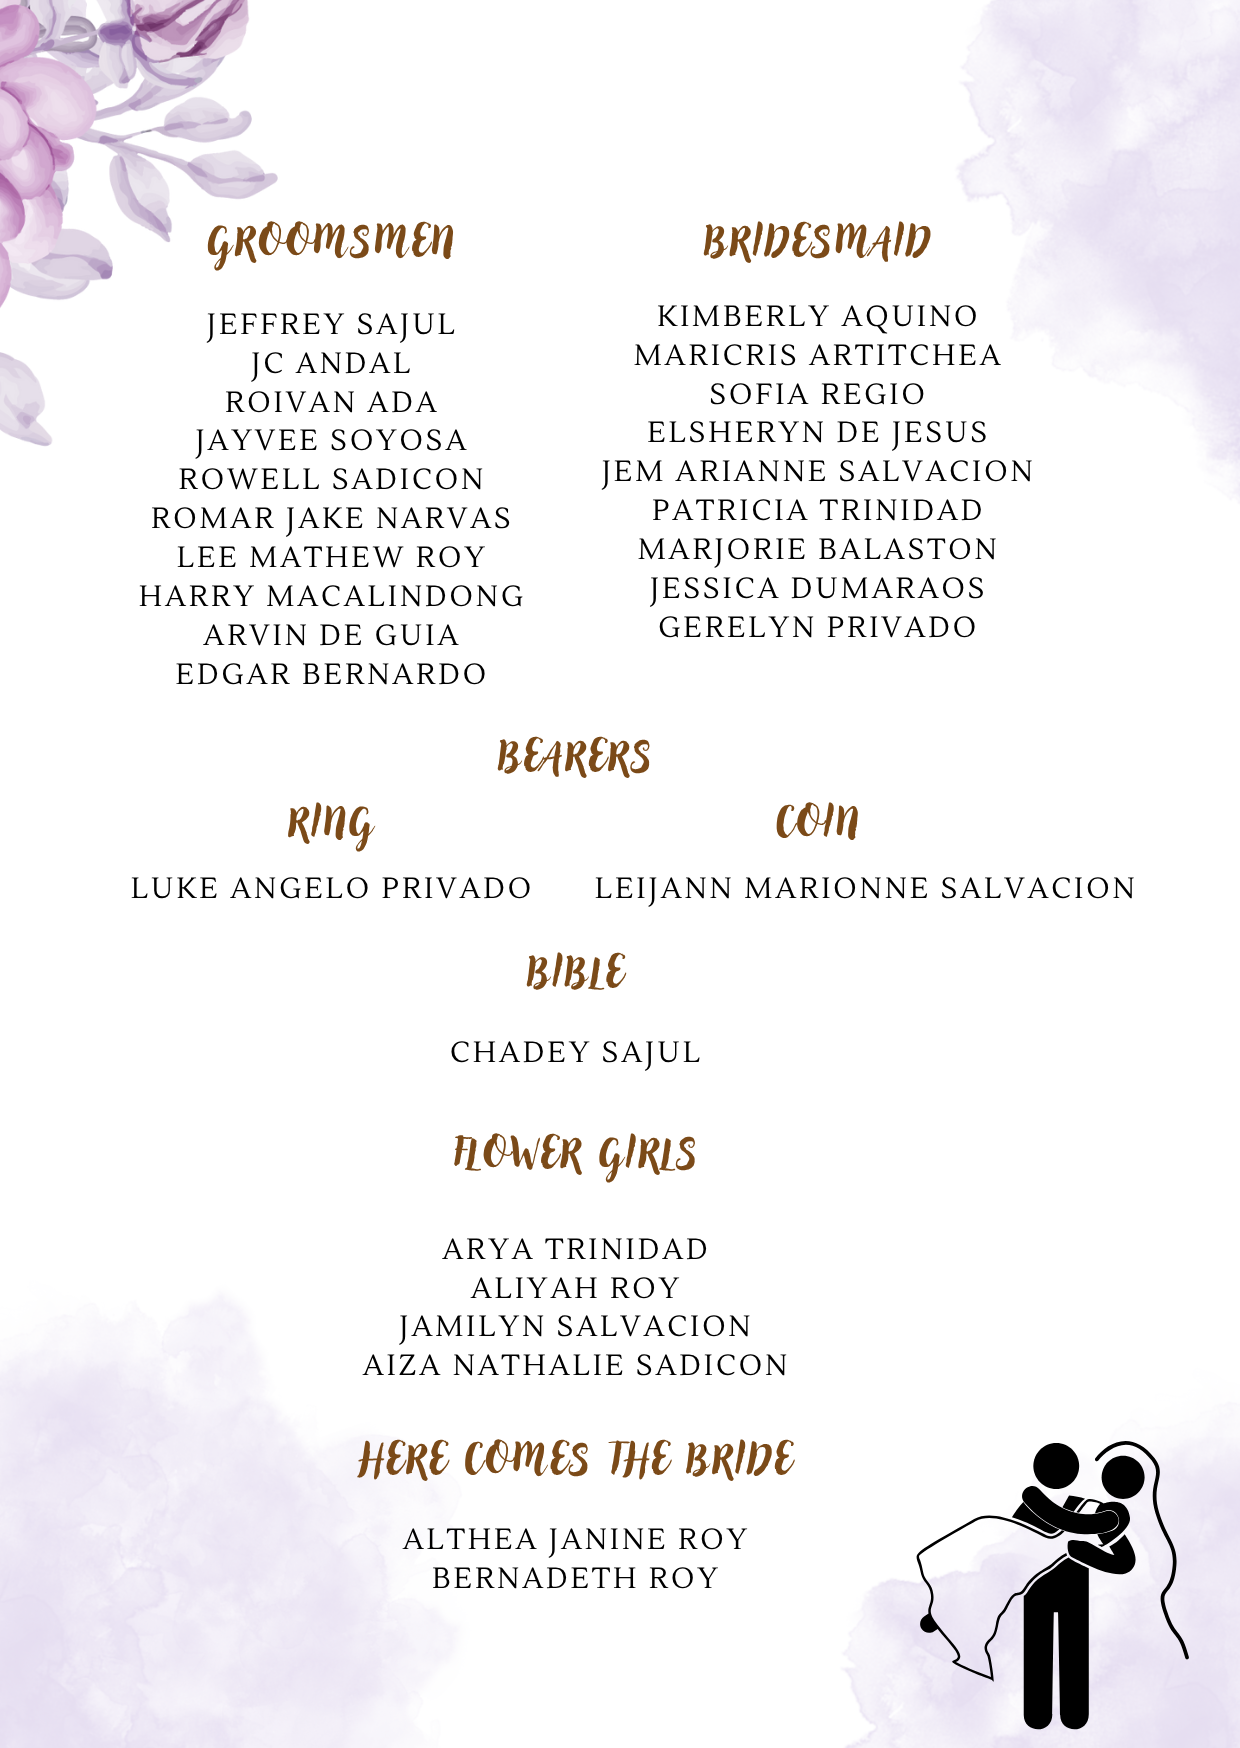 GROOMSMEN
JEFFREY SAJUL
JC ANDAL
ROIVAN ADA
JAYVEE SOYOSA
ROWELL SADICON
ROMAR JAKE NARVAS
LEE MATHEW ROY
HARRY MACALINDONG
ARVIN DE GUIA
EDGAR BERNARDO
BRIDESMAID
KIMBERLY AQUINO
MARICRIS ARTITCHEA
SOFIA REGIO
ELSHERYN DE JESUS
JEM ARIANNE SALVACION
PATRICIA TRINIDAD
MARJORIE BALASTON
JESSICA DUMARAOS
GERELYN PRIVADO
BEARERS
RING
LUKE ANGELO PRIVADO
COIN
LEIJANN MARIONNE SALVACION
BIBLE
CHADEY SAJUL
FLOWER GIRLS
ARYA TRINIDAD
ALIYAH ROY
JAMILYN SALVACION
AIZA NATHALIE SADICON
HERE COMES THE BRIDE
ALTHEA JANINE ROY
BERNADETH ROY